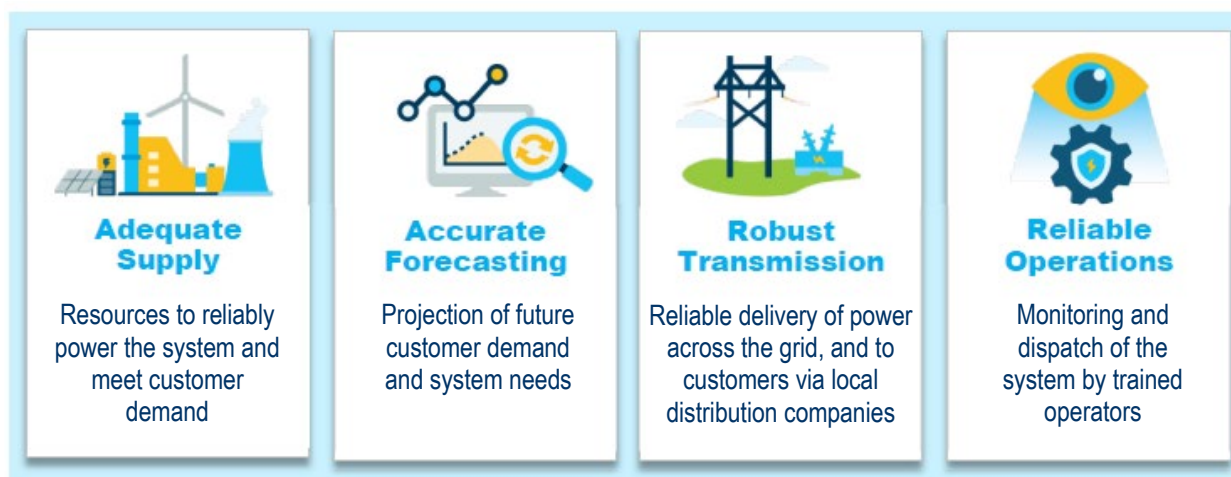 Adequate
Supply
Resources to reliably
power the system and
meet customer
demand
Accurate
Forecasting
Projection of future
customer demand
and system needs
Robust
Transmission
Reliable delivery of power
across the grid, and to
customers via local
distribution companies
Reliable
Operations
Monitoring and
dispatch of the
system by trained
operators